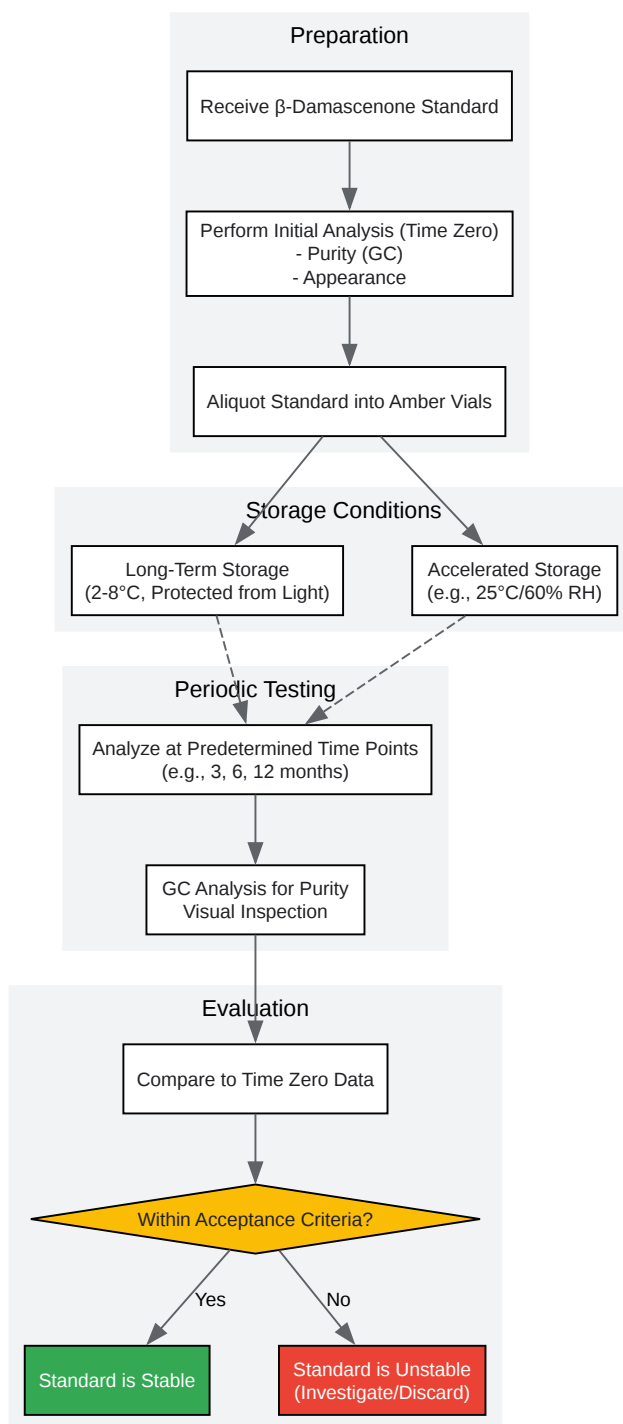 Preparation
Receive β-Damascenone Standard
Perform Initial Analysis (Time Zero)
- Purity (GC)
- Appearance
Aliquot Standard into Amber Vials
Storage Conditions
Long-Term Storage
(2-8°C, Protected from Light)
Accelerated Storage
(e.g., 25°C/60% RH)
Periodic Testing
Analyze at Predetermined Time Points
(e.g., 3, 6, 12 months)
GC Analysis for Purity
Visual Inspection
Evaluation
Compare to Time Zero Data
Within Acceptance Criteria?
Yes
No
Standard is Stable
Standard is Unstable
(Investigate/Discard)